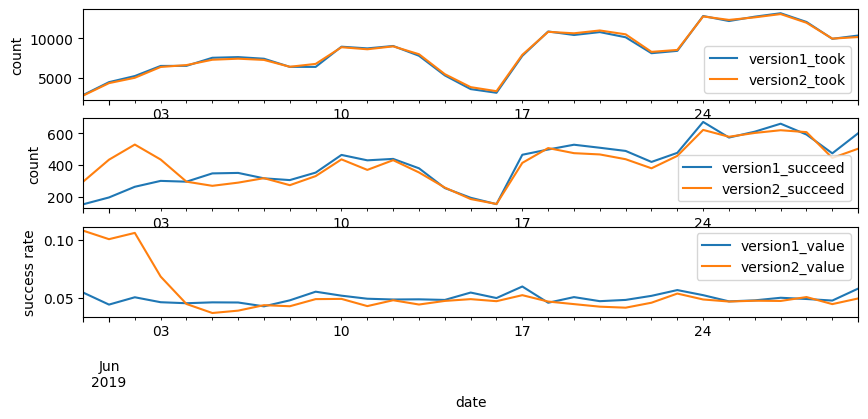 count
10000
5000
version1_took
version2_took
03
10
17
24
count
600
400
200
version1_succeed
version2_succeed
03
10
17
24
success rate
0.10
0.05
version1_value
version2_value
03
10
17
24
Jun
2019
date